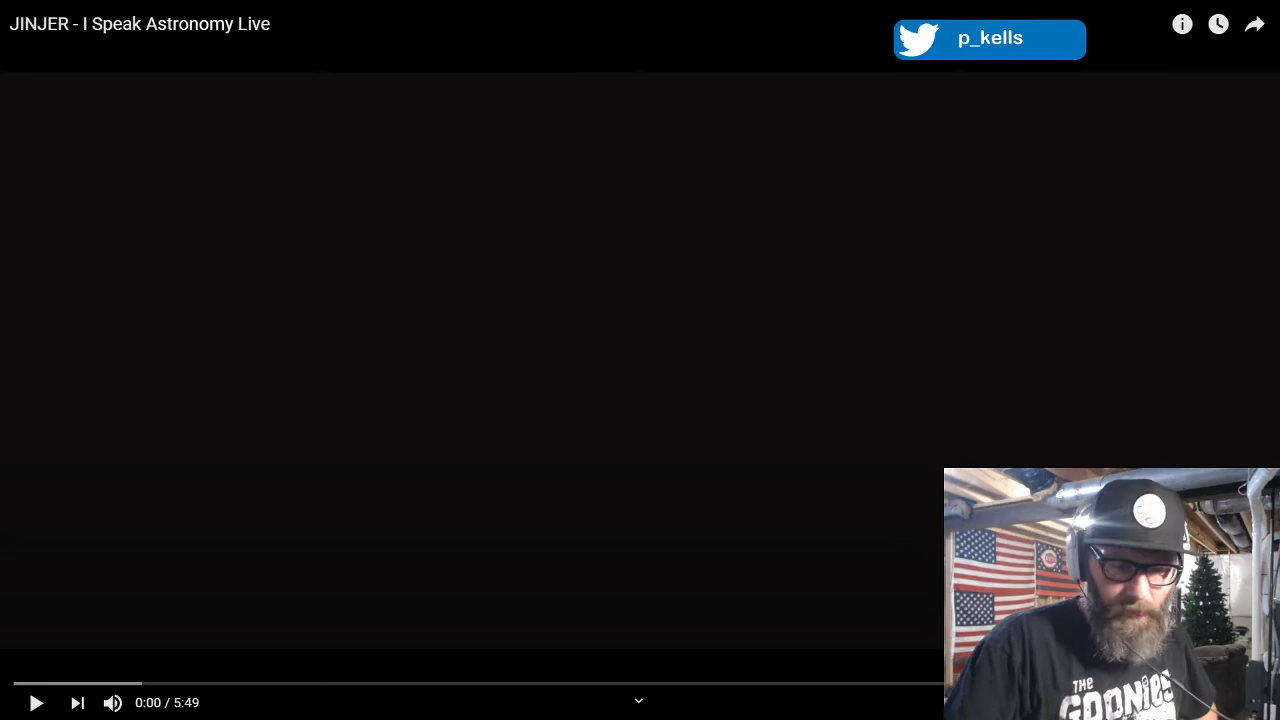 JINJER - I Speak Astronomy Live
p_kells
0:00 / 5:49
THE
GOONIES